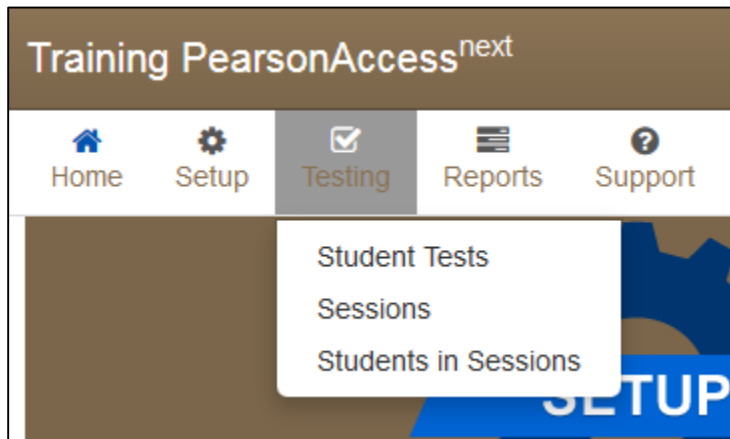 Training PearsonAccessnext
Home Setup Testing Reports Support
Student Tests
Sessions
Students in Sessions
SETUP